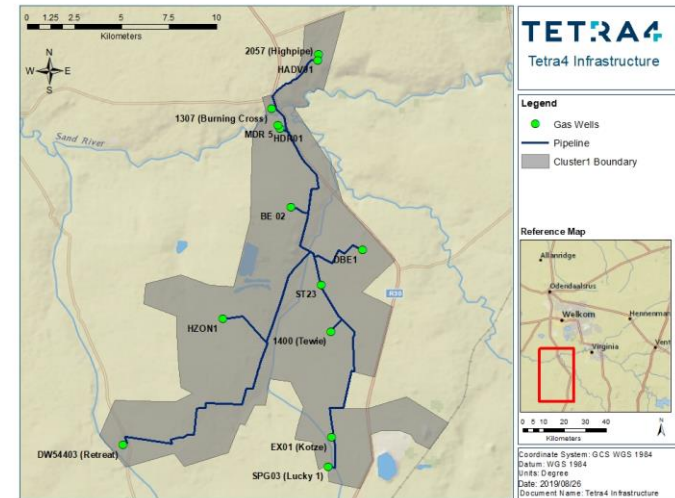 0 1.25 2.5 5 7.5 10
Kilometers
N
W E
S
2057 (Highpipe)
HADV01
1307 (Burning Cross)
MDR 5
HDR01
Sand River
BE 02
DBE1
ST23
R30
HZON1
1400 (Tewie)
DW54403 (Retreat)
EX01 (Kotze)
SPG03 (Lucky 1)
TETRA4
Tetra4 Infrastructure
Legend
Gas Wells
Pipeline
Cluster1 Boundary
Reference Map
Allanridge
Odendaalsrus
Welkom
Hennenman
Virginia
Vent
0 5 10 20 30 40
Kilometers
N
Coordinate System: GCS WGS 1984
Datum: WGS 1984
Units: Degree
Date: 2019/08/26
Document Name: Tetra4 Infrastructure